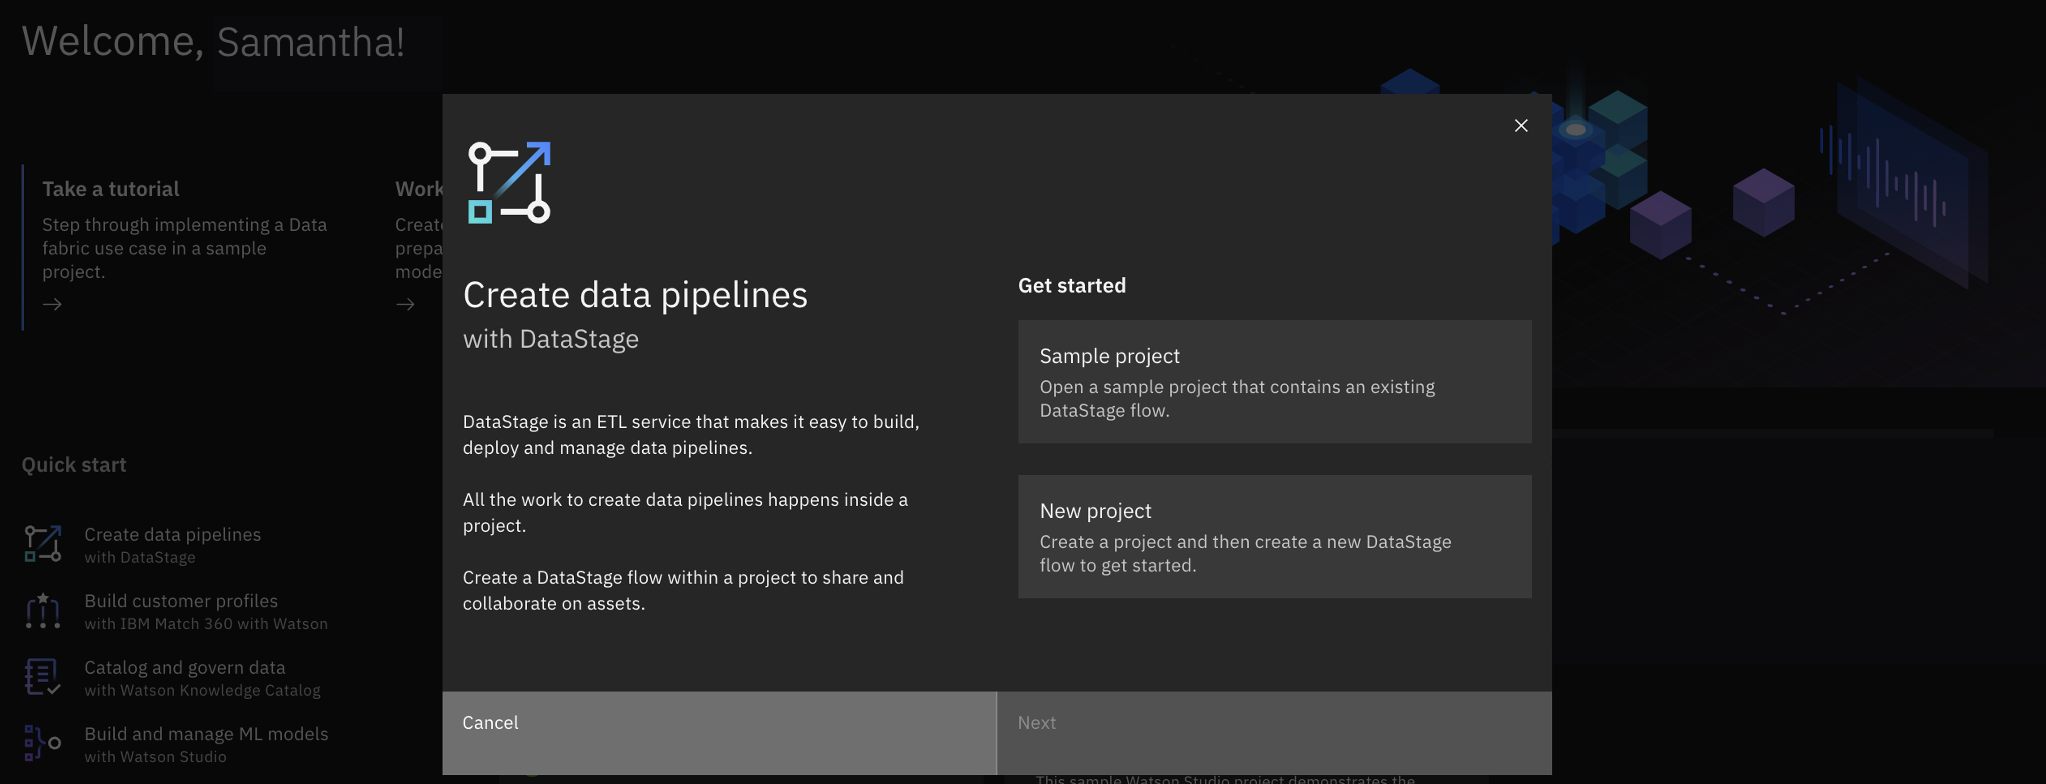 Welcome, Samantha!
Take a tutorial
Step through implementing a Data
fabric use case in a sample
project.
Work
Create
prepa
mode
Quick start
Create data pipelines
with DataStage
Build customer profiles
with IBM Match 360 with Watson
Catalog and govern data
with Watson Knowledge Catalog
Build and manage ML models
with Watson Studio
Create data pipelines
with DataStage
DataStage is an ETL service that makes it easy to build,
deploy and manage data pipelines.
All the work to create data pipelines happens inside a
project.
Create a DataStage flow within a project to share and
collaborate on assets.
Get started
Sample project
Open a sample project that contains an existing
DataStage flow.
New project
Create a project and then create a new DataStage
flow to get started.
Cancel
Next
This sample Watson Studio project demonstrates the